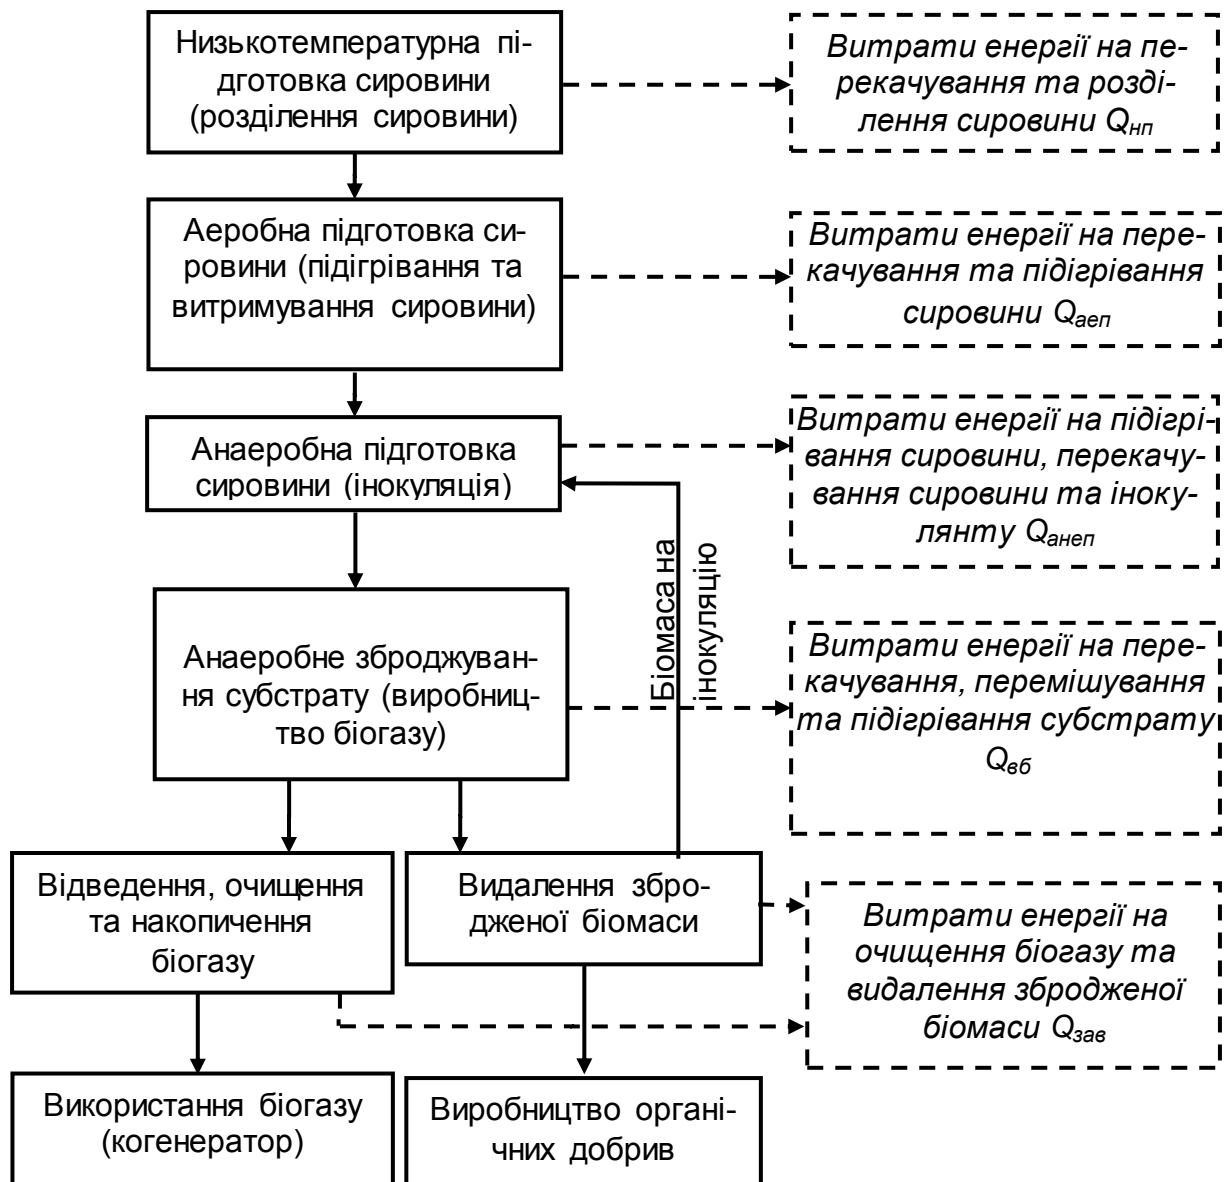 Низькотемпературна пі-
дготовка сировини
(розділення сировини)
Витрати енергії на пе-
рекачування та розді-
лення сировини Qнп
Аеробна підготовка си-
ровини (підігрівання та
витримування сировини)
Витрати енергії на пере-
качування та підігрівання
сировини Qаеп
Анаеробна підготовка
сировини (інокуляція)
Витрати енергії на підігрі-
вання сировини, перекачу-
вання сировини та іноку-
лянту Qанеп
Біомаса на
інокуляцію
Анаеробне зброджуван-
ня субстрату (виробниц-
тво біогазу)
Витрати енергії на пере-
качування, перемішування
та підігрівання субстрату
Qвб
Відведення, очищення
та накопичення
біогазу
Видалення збро-
дженої біомаси
Витрати енергії на
очищення біогазу та
видалення збродженої
біомаси Qзав
Використання біогазу
(когенератор)
Виробництво органі-
чних добрив